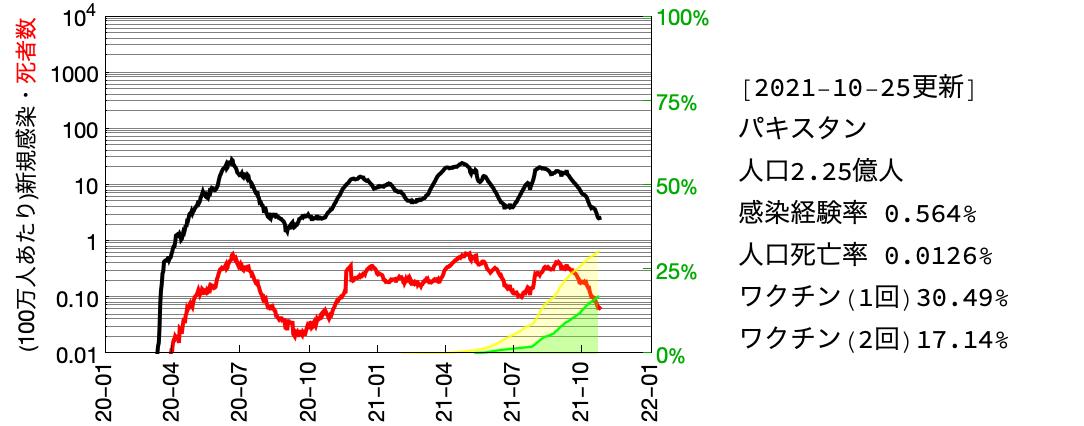 (100万人あたり)新規感染・死者数
10^4
1000
100
10
1
0.10
0.01
100%
75%
50%
25%
0%
20-01
20-04
20-07
20-10
21-01
21-04
21-07
21-10
22-01
[2021-10-25更新]
パキスタン
人口2.25億人
感染経験率 0.564%
人口死亡率 0.0126%
ワクチン(1回)30.49%
ワクチン(2回)17.14%